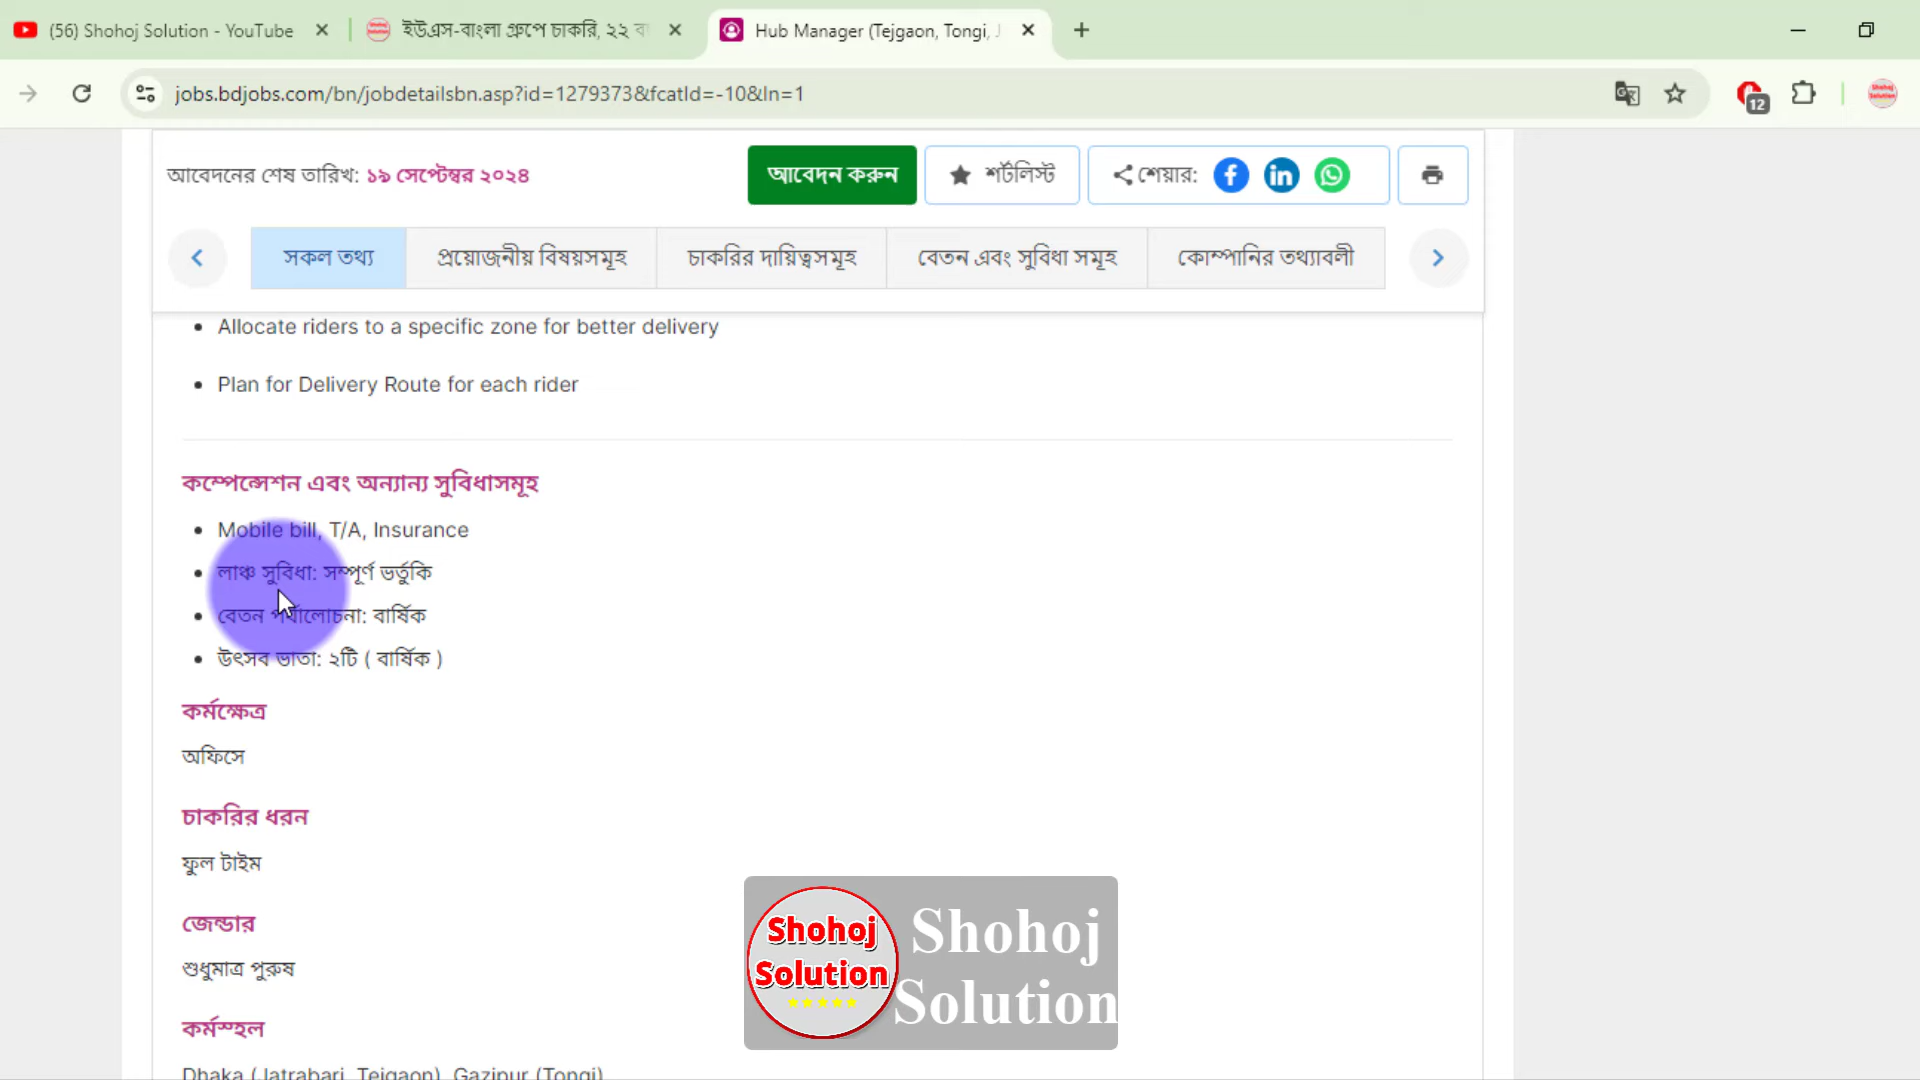 (56) Shohoj Solution - YouTube
ইউএস-বাংলা গ্রুপে চাকরি, ২২
Hub Manager (Tejgaon, Tongi, J
jobs.bdjobs.com/bn/jobdetailsbn.asp?id=1279373&fcatId=-10&ln=1
12
Shohoj Solution
আবেদনের শেষ তারিখ: ১৯ সেপ্টেম্বর ২০২৪
আবেদন করুন
শর্টলিস্ট
শেয়ার:
সকল তথ্য
প্রয়োজনীয় বিষয়সমূহ
চাকরির দায়িত্বসমূহ
বেতন এবং সুবিধা সমূহ
কোম্পানির তথ্যাবলী
Allocate riders to a specific zone for better delivery
Plan for Delivery Route for each rider
কম্পেন্সেশন এবং অন্যান্য সুবিধাসমূহ
Mobile bill, T/A, Insurance
লাঞ্চ সুবিধা: সম্পূর্ণ ভর্তুকি
বেতন পর্যালোচনা: বার্ষিক
উৎসব ভাতা: ২টি ( বার্ষিক )
কর্মক্ষেত্র
অফিসে
চাকরির ধরন
ফুল টাইম
জেন্ডার
শুধুমাত্র পুরুষ
কর্মস্হল
Dhaka (Jatrabari, Tejgaon), Gazipur (Tongi)
Shohoj
Solution
Shohoj
Solution